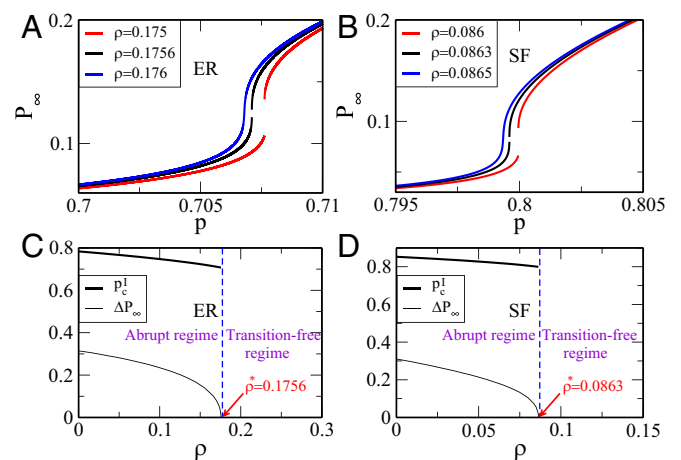 A
0.2
0.1
P∞
ρ=0.175
ρ=0.1756
ρ=0.176
ER
0.7 0.705 0.71
p
B
0.2
0.1
P∞
ρ=0.086
ρ=0.0863
ρ=0.0865
SF
0.795 0.8 0.805
p
C
0.8
0.6
0.4
0.2
0
p_c^I
ΔP∞
ER
Abrupt regime
Transition-free
regime
ρ*=0.1756
0 0.1 0.2 0.3
ρ
D
0.8
0.6
0.4
0.2
0
p_c^I
ΔP∞
SF
Abrupt regime
Transition-free
regime
ρ*=0.0863
0 0.05 0.1 0.15
ρ